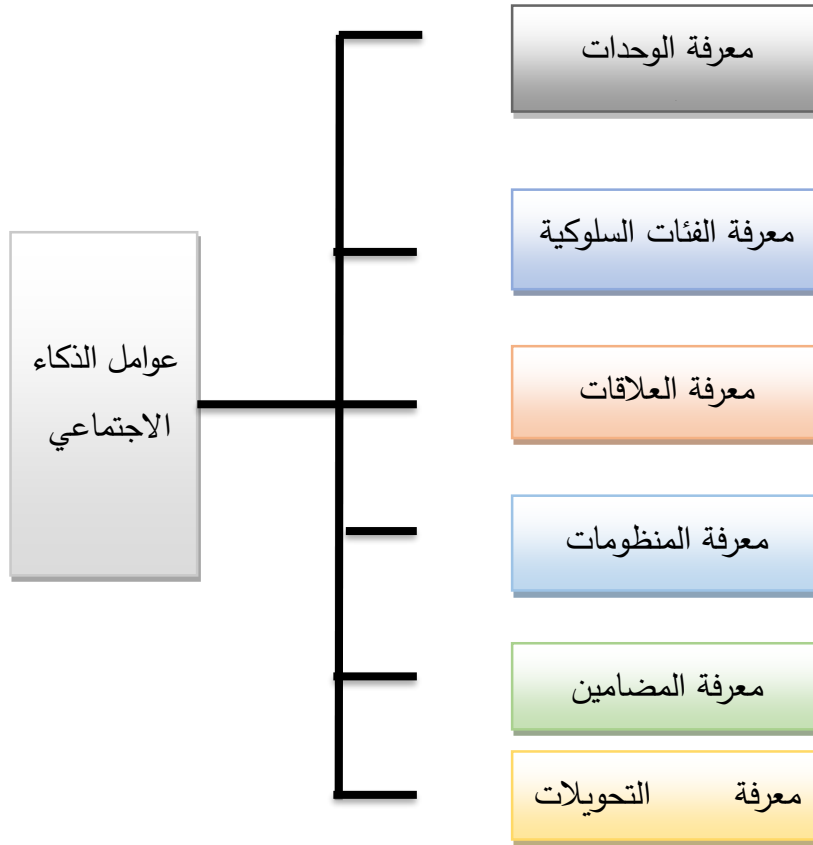 معرفة الوحدات
معرفة الفئات السلوكية
عوامل الذكاء
الاجتماعي
معرفة العلاقات
معرفة المنظومات
معرفة المضامين
معرفة التحويلات